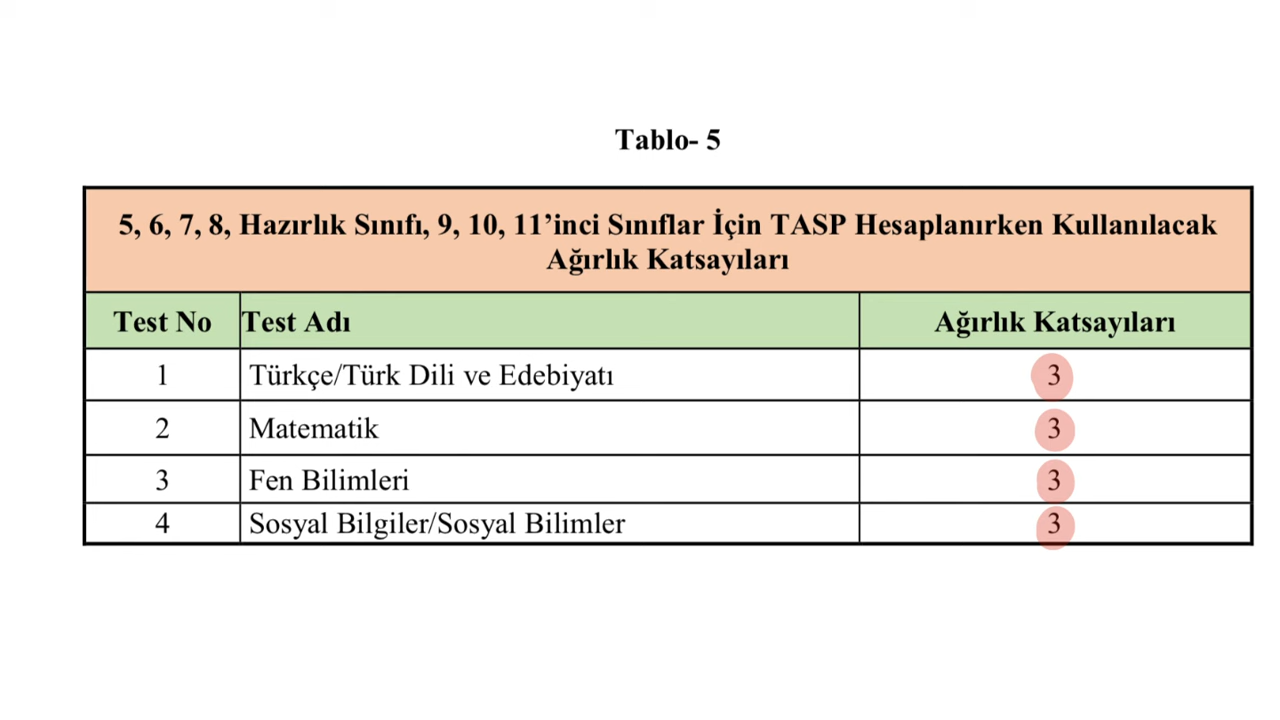 Tablo- 5
5, 6, 7, 8, Hazırlık Sınıfı, 9, 10, 11’inci Sınıflar İçin TASP Hesaplanırken Kullanılacak
Ağırlık Katsayıları
Test No Test Adı Ağırlık Katsayıları
1 Türkçe/Türk Dili ve Edebiyatı 3
2 Matematik 3
3 Fen Bilimleri 3
4 Sosyal Bilgiler/Sosyal Bilimler 3